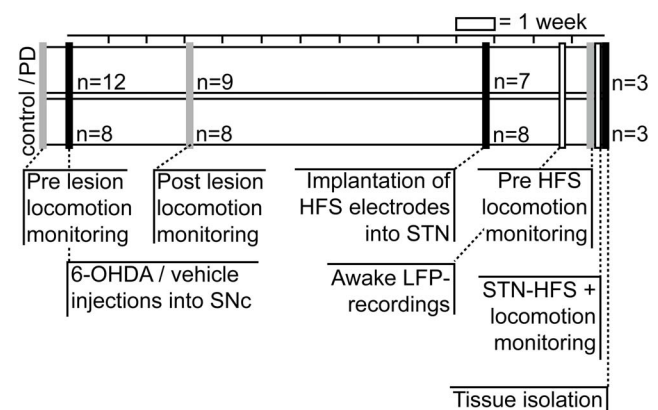 = 1 week
control / PD
n=12
n=9
n=7
n=3
n=8
n=8
n=8
n=3
Pre lesion
locomotion
monitoring
Post lesion
locomotion
monitoring
Implantation of
HFS electrodes
into STN
Pre HFS
locomotion
monitoring
6-OHDA / vehicle
injections into SNc
Awake LFP-
recordings
STN-HFS +
locomotion
monitoring
Tissue isolation